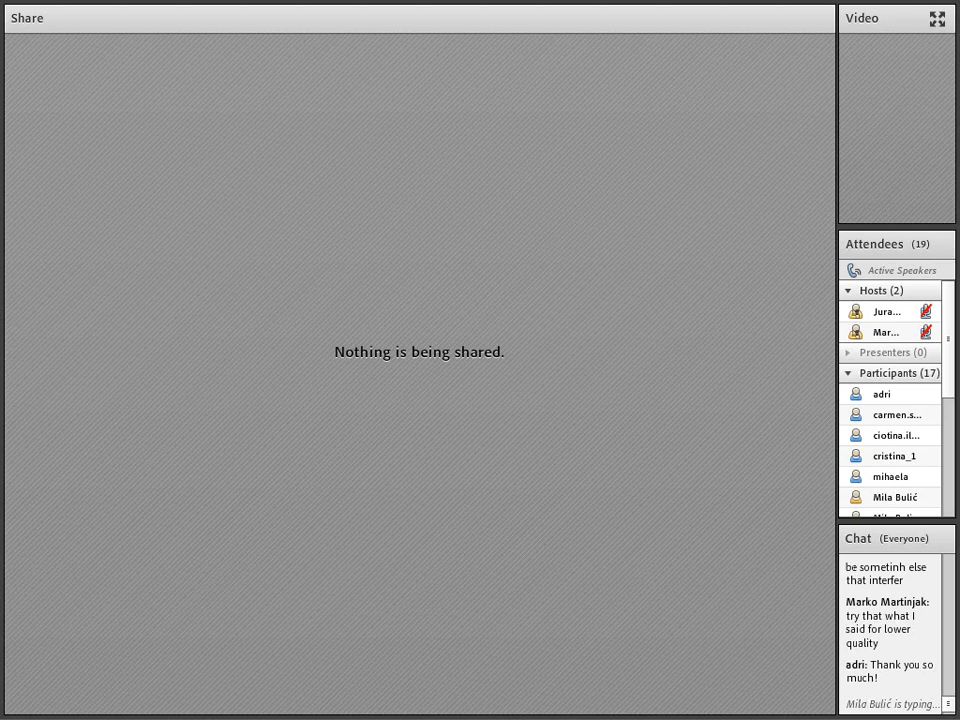 Share
Nothing is being shared.
Video
Attendees (19)
Active Speakers
Hosts (2)
Jura...
Mar...
Presenters (0)
Participants (17)
adri
carmen.s...
ciotina.il...
cristina_1
mihaela
Mila Bulić
Chat (Everyone)
be sometinh else
that interfer
Marko Martinjak:
try that what I
said for lower
quality
adri: Thank you so
much!
Mila Bulić is typing...